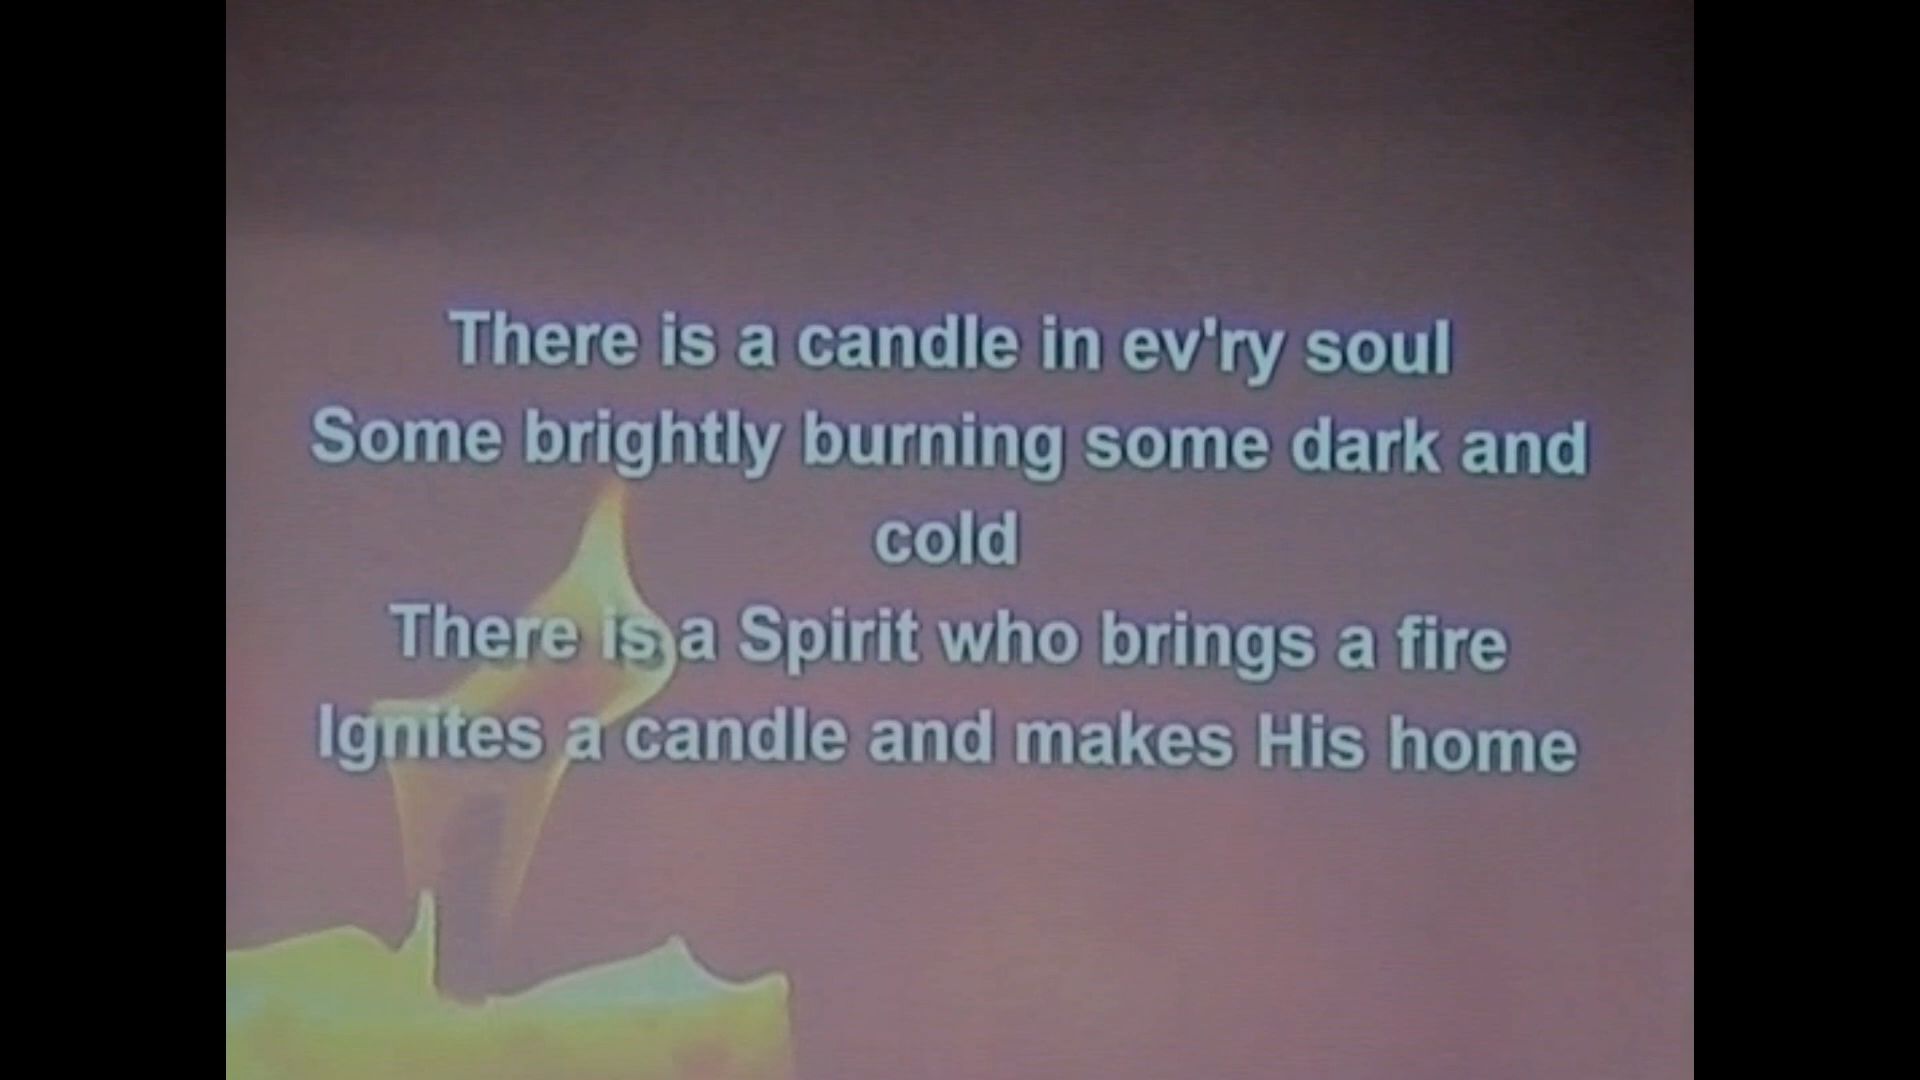 There is a candle in ev'ry soul
Some brightly burning some dark and
cold
There is a Spirit who brings a fire
Ignites a candle and makes His home